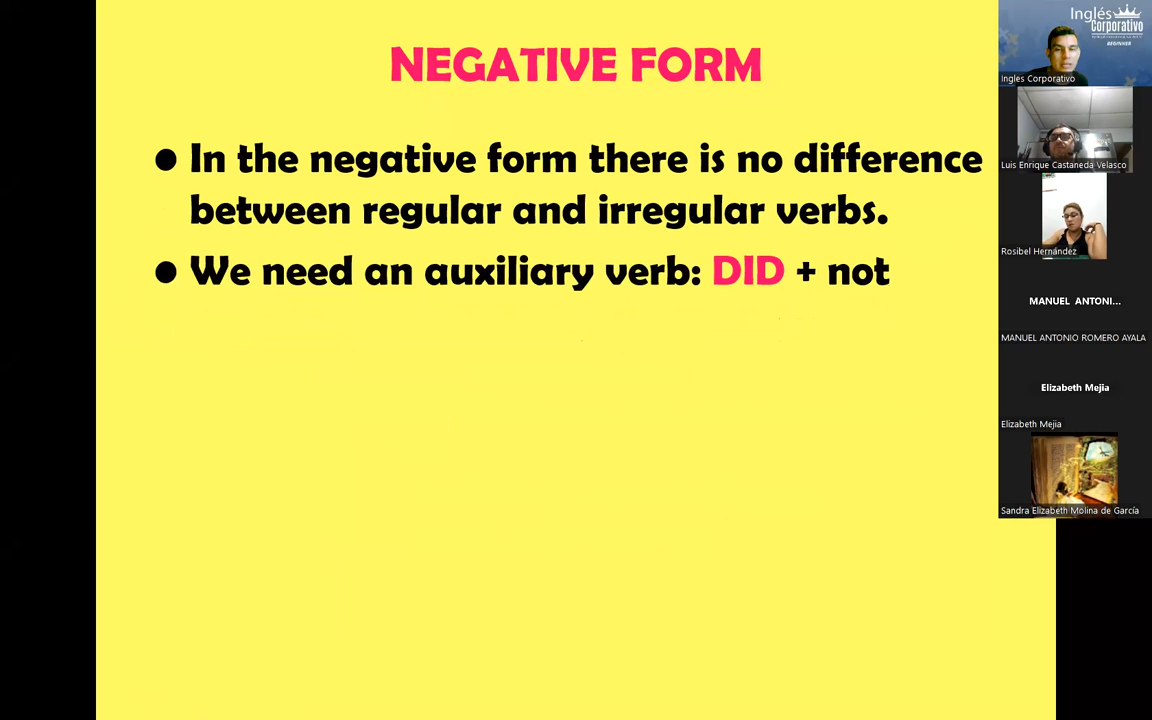 NEGATIVE FORM
● In the negative form there is no difference
between regular and irregular verbs.
● We need an auxiliary verb: DID + not
Inglés
Corporativo
BEGINNER
Ingles Corporativo
Luis Enrique Castaneda Velasco
Rosibel Hernández
MANUEL ANTONI...
MANUEL ANTONIO ROMERO AYALA
Elizabeth Mejia
Elizabeth Mejia
Sandra Elizabeth Molina de García